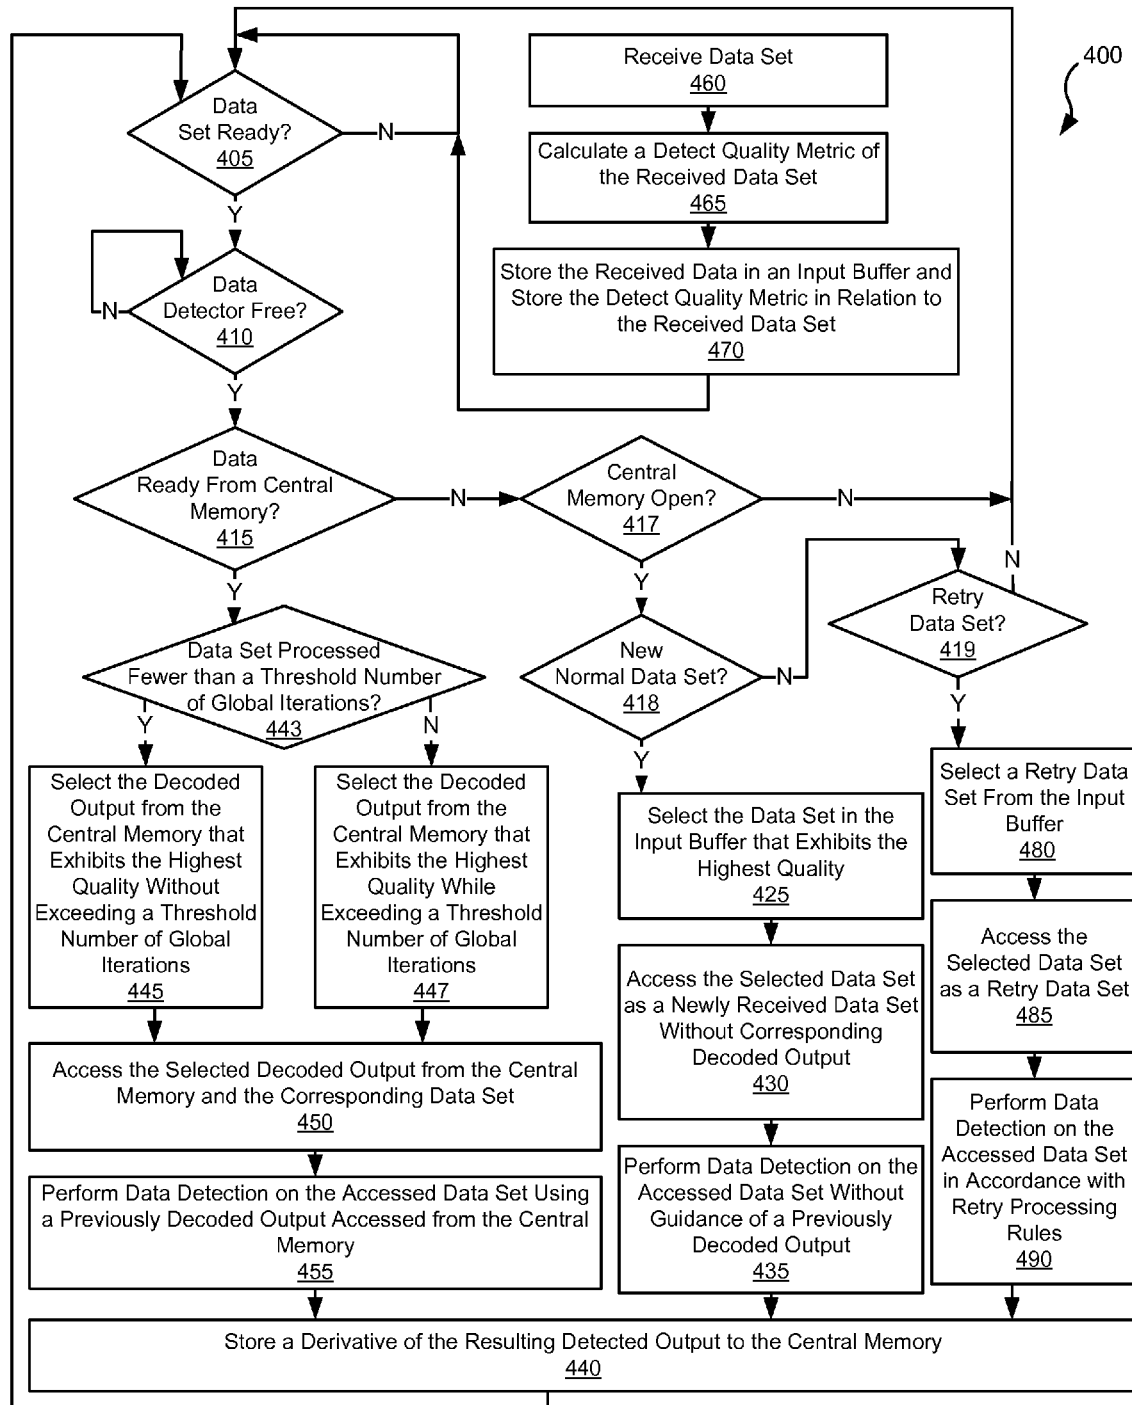 400
Data
Set Ready?
405
N
Y
Receive Data Set
460
Calculate a Detect Quality Metric of
the Received Data Set
465
Store the Received Data in an Input Buffer and
Store the Detect Quality Metric in Relation to
the Received Data Set
470
Data
Detector Free?
410
N
Y
Data
Ready From Central
Memory?
415
N
Y
Central
Memory Open?
417
N
Y
New
Normal Data Set?
418
N
Y
Retry
Data Set?
419
N
Y
Data Set Processed
Fewer than a Threshold Number
of Global Iterations?
443
Y
N
Select the Decoded
Output from the
Central Memory that
Exhibits the Highest
Quality Without
Exceeding a Threshold
Number of Global
Iterations
445
Select the Decoded
Output from the
Central Memory that
Exhibits the Highest
Quality While
Exceeding a Threshold
Number of Global
Iterations
447
Select the Data Set in the
Input Buffer that Exhibits the
Highest Quality
425
Select a Retry Data
Set From the Input
Buffer
480
Access the Selected Data Set
as a Newly Received Data Set
Without Corresponding
Decoded Output
430
Access the
Selected Data Set
as a Retry Data Set
485
Access the Selected Decoded Output from the Central
Memory and the Corresponding Data Set
450
Perform Data Detection on the Accessed Data Set Using
a Previously Decoded Output Accessed from the Central
Memory
455
Perform Data Detection on the
Accessed Data Set Without
Guidance of a Previously
Decoded Output
435
Perform Data
Detection on the
Accessed Data Set
in Accordance with
Retry Processing
Rules
490
Store a Derivative of the Resulting Detected Output to the Central Memory
440